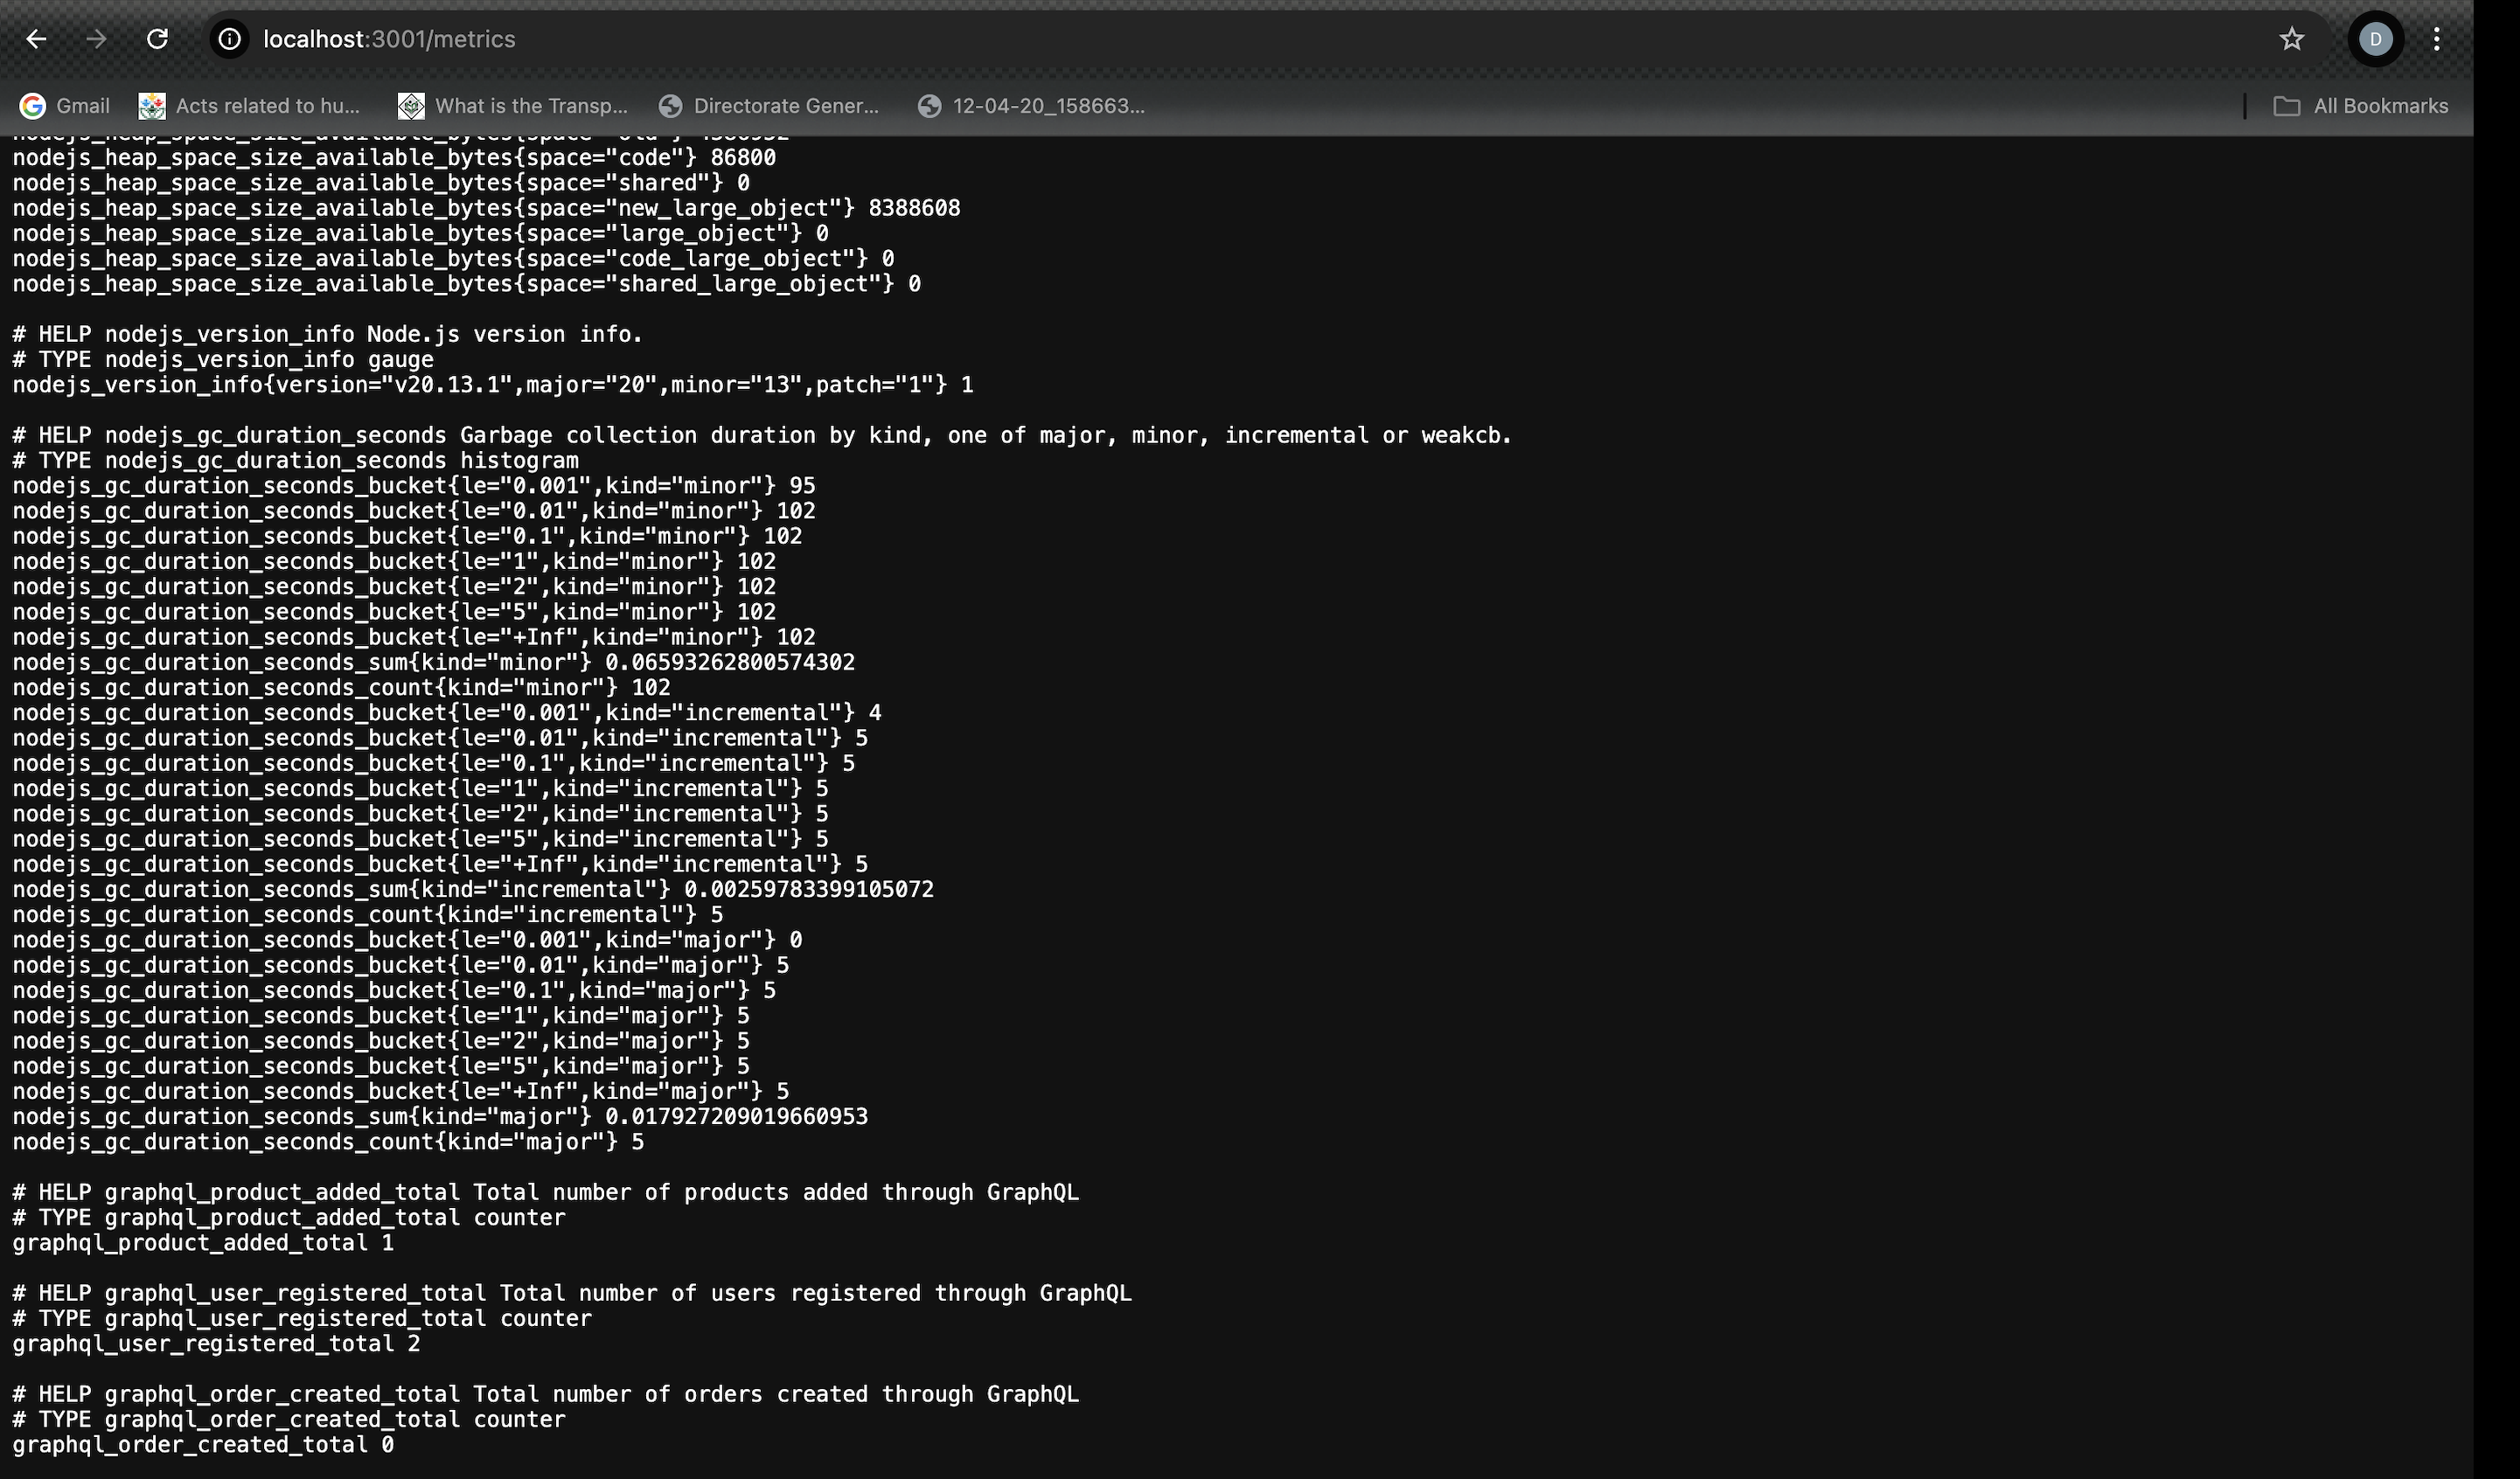 localhost:3001/metrics
D
Gmail
Acts related to hu...
What is the Transp...
Directorate Gener...
12-04-20_158663...
All Bookmarks
nodejs_heap_space_size_available_bytes{space="code"} 86800
nodejs_heap_space_size_available_bytes{space="shared"} 0
nodejs_heap_space_size_available_bytes{space="new_large_object"} 8388608
nodejs_heap_space_size_available_bytes{space="large_object"} 0
nodejs_heap_space_size_available_bytes{space="code_large_object"} 0
nodejs_heap_space_size_available_bytes{space="shared_large_object"} 0
# HELP nodejs_version_info Node.js version info.
# TYPE nodejs_version_info gauge
nodejs_version_info{version="v20.13.1",major="20",minor="13",patch="1"} 1
# HELP nodejs_gc_duration_seconds Garbage collection duration by kind, one of major, minor, incremental or weakcb.
# TYPE nodejs_gc_duration_seconds histogram
nodejs_gc_duration_seconds_bucket{le="0.001",kind="minor"} 95
nodejs_gc_duration_seconds_bucket{le="0.01",kind="minor"} 102
nodejs_gc_duration_seconds_bucket{le="0.1",kind="minor"} 102
nodejs_gc_duration_seconds_bucket{le="1",kind="minor"} 102
nodejs_gc_duration_seconds_bucket{le="2",kind="minor"} 102
nodejs_gc_duration_seconds_bucket{le="5",kind="minor"} 102
nodejs_gc_duration_seconds_bucket{le="+Inf",kind="minor"} 102
nodejs_gc_duration_seconds_sum{kind="minor"} 0.06593262800574302
nodejs_gc_duration_seconds_count{kind="minor"} 102
nodejs_gc_duration_seconds_bucket{le="0.001",kind="incremental"} 4
nodejs_gc_duration_seconds_bucket{le="0.01",kind="incremental"} 5
nodejs_gc_duration_seconds_bucket{le="0.1",kind="incremental"} 5
nodejs_gc_duration_seconds_bucket{le="1",kind="incremental"} 5
nodejs_gc_duration_seconds_bucket{le="2",kind="incremental"} 5
nodejs_gc_duration_seconds_bucket{le="5",kind="incremental"} 5
nodejs_gc_duration_seconds_bucket{le="+Inf",kind="incremental"} 5
nodejs_gc_duration_seconds_sum{kind="incremental"} 0.00259783399105072
nodejs_gc_duration_seconds_count{kind="incremental"} 5
nodejs_gc_duration_seconds_bucket{le="0.001",kind="major"} 0
nodejs_gc_duration_seconds_bucket{le="0.01",kind="major"} 5
nodejs_gc_duration_seconds_bucket{le="0.1",kind="major"} 5
nodejs_gc_duration_seconds_bucket{le="1",kind="major"} 5
nodejs_gc_duration_seconds_bucket{le="2",kind="major"} 5
nodejs_gc_duration_seconds_bucket{le="5",kind="major"} 5
nodejs_gc_duration_seconds_bucket{le="+Inf",kind="major"} 5
nodejs_gc_duration_seconds_sum{kind="major"} 0.017927209019660953
nodejs_gc_duration_seconds_count{kind="major"} 5
# HELP graphql_product_added_total Total number of products added through GraphQL
# TYPE graphql_product_added_total counter
graphql_product_added_total 1
# HELP graphql_user_registered_total Total number of users registered through GraphQL
# TYPE graphql_user_registered_total counter
graphql_user_registered_total 2
# HELP graphql_order_created_total Total number of orders created through GraphQL
# TYPE graphql_order_created_total counter
graphql_order_created_total 0